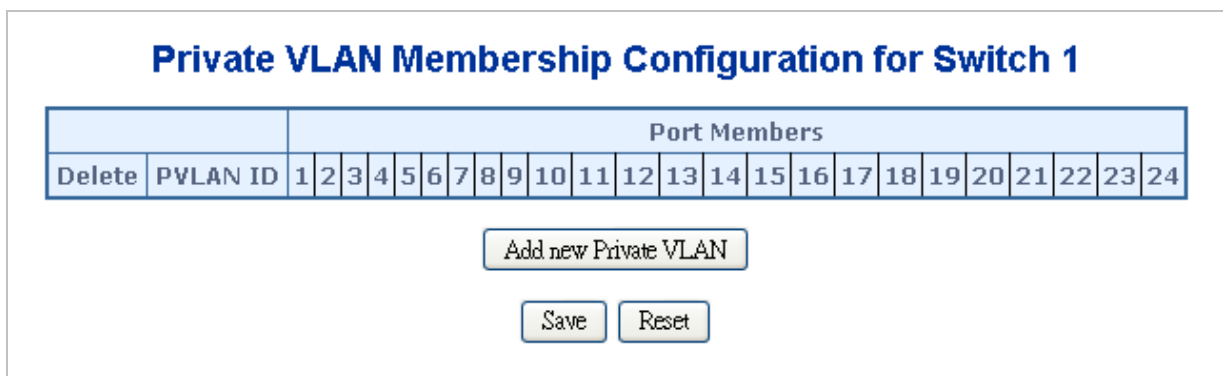 Private VLAN Membership Configuration for Switch 1
Port Members
Delete PVLAN ID 1 2 3 4 5 6 7 8 9 10 11 12 13 14 15 16 17 18 19 20 21 22 23 24
Add new Private VLAN
Save Reset